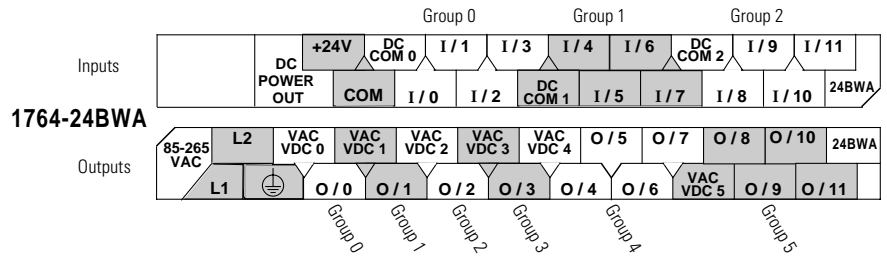 Group 0 Group 1 Group 2
Inputs
+24V DC COM 0 I / 1 I / 3 I / 4 I / 6 DC COM 2 I / 9 I / 11
DC POWER OUT COM I / 0 I / 2 DC COM 1 I / 5 I / 7 I / 8 I / 10 24BWA
1764-24BWA
Outputs
85-265 VAC L2 VAC VDC 0 VAC VDC 1 VAC VDC 2 VAC VDC 3 VAC VDC 4 O / 5 O / 7 O / 8 O / 10 24BWA
L1 O / 0 O / 1 O / 2 O / 3 O / 4 O / 6 VAC VDC 5 O / 9 O / 11
Group 0 Group 1 Group 2 Group 3 Group 4 Group 5